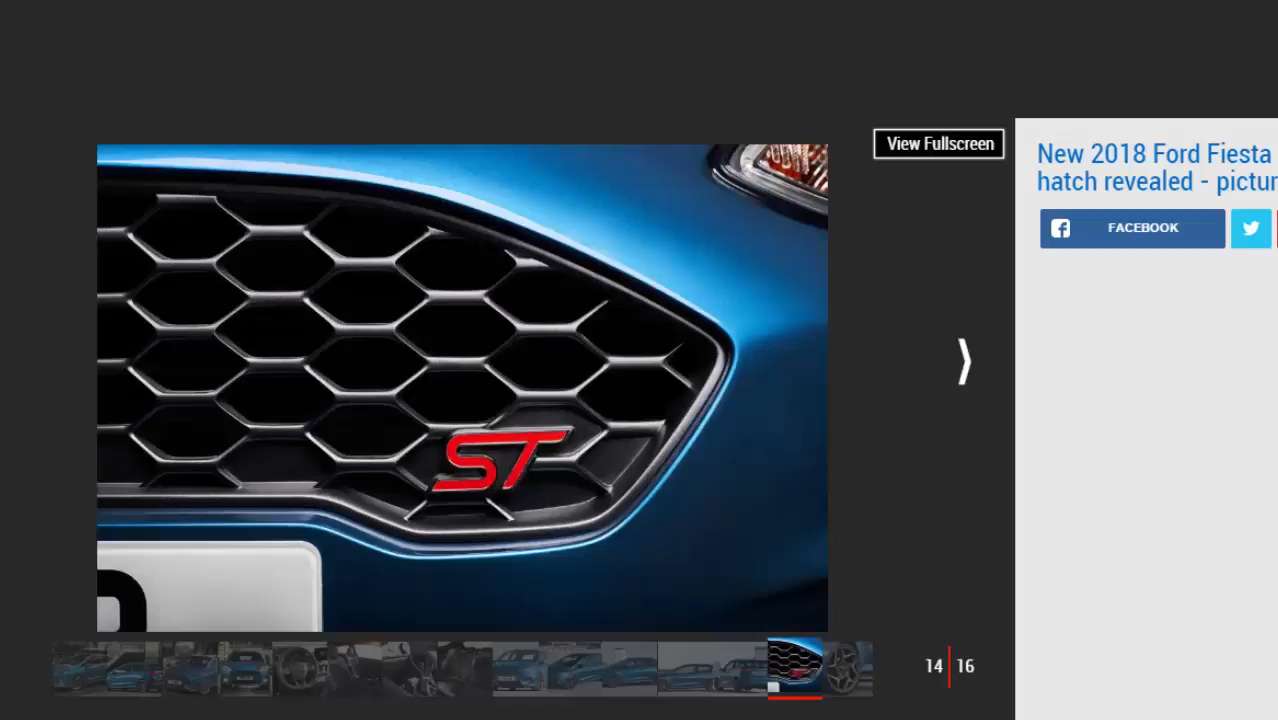 View Fullscreen
New 2018 Ford Fiesta
hatch revealed - pictur
FACEBOOK
ST
14 16